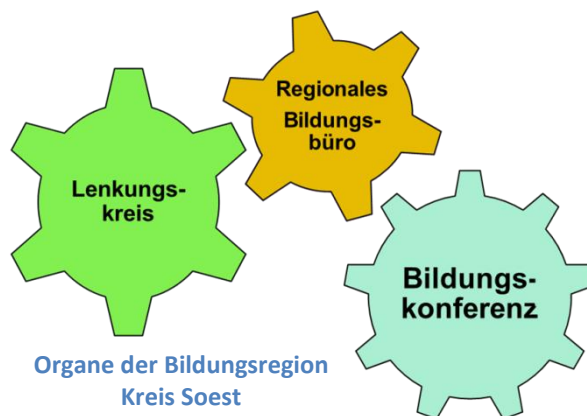 Regionales
Bildungs-
büro
Lenkungs-
kreis
Bildungs-
konferenz
Organe der Bildungsregion
Kreis Soest